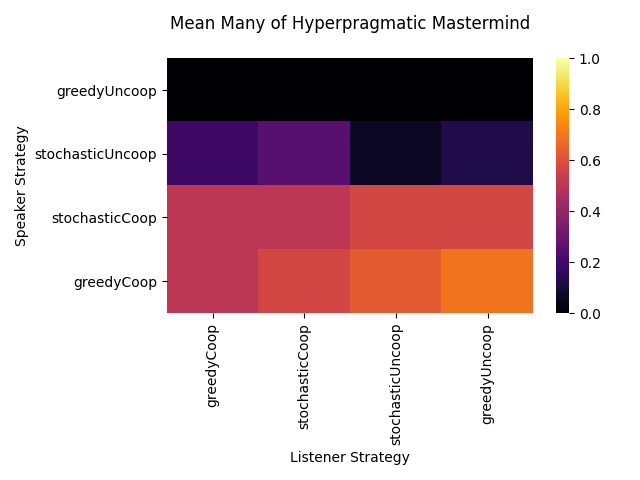 Mean Many of Hyperpragmatic Mastermind
Speaker Strategy
greedyUncoop
stochasticUncoop
stochasticCoop
greedyCoop
greedyCoop
stochasticCoop
stochasticUncoop
greedyUncoop
Listener Strategy
1.0
0.8
0.6
0.4
0.2
0.0